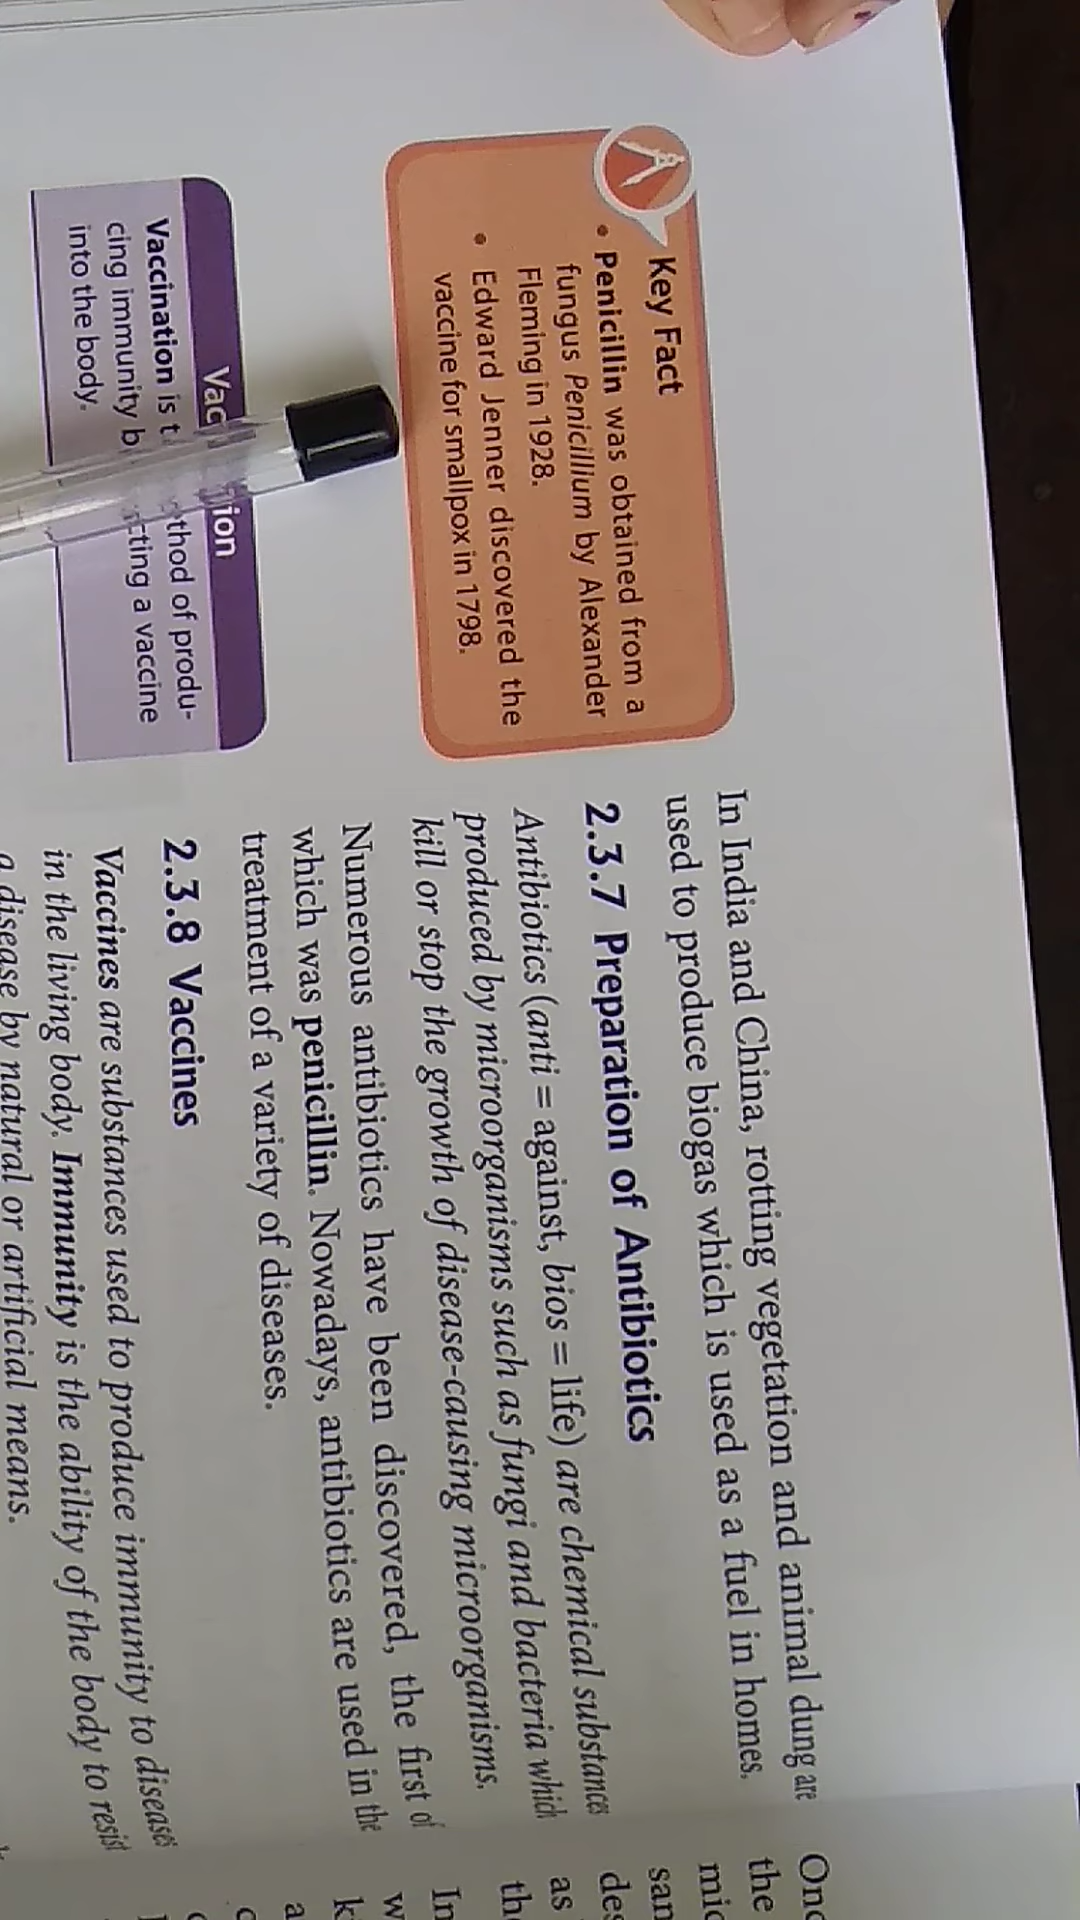 Key Fact
• Penicillin was obtained from a
fungus Penicillium by Alexander
Fleming in 1928.
• Edward Jenner discovered the
vaccine for smallpox in 1798.
Vaccination is
cing immunity
into the body.
of produ-
a vaccine
In India and China, rotting vegetation and animal dung are
used to produce biogas which is used as a fuel in homes.
2.3.7 Preparation of Antibiotics
Antibiotics (anti = against, bios = life) are chemical substances
produced by microorganisms such as fungi and bacteria which
kill or stop the growth of disease-causing microorganisms.
Numerous antibiotics have been discovered, the first of
which was penicillin. Nowadays, antibiotics are used in the
treatment of a variety of diseases.
2.3.8 Vaccines
Vaccines are substances used to produce immunity to diseases
in the living body. Immunity is the ability of the body to resist
a disease by natural or artificial means.
the
as
In